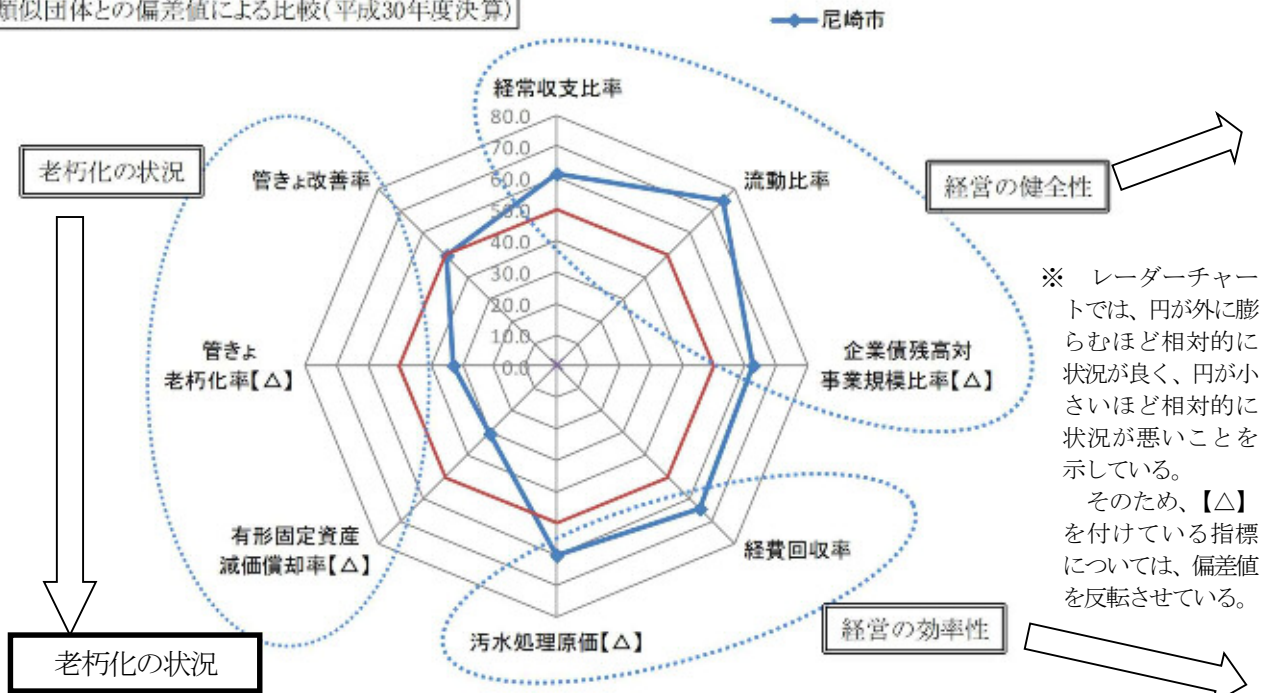 類似団体との偏差値による比較(平成30年度決算)
尼崎市
経常収支比率
80.0
70.0
60.0
50.0
40.0
30.0
20.0
10.0
0.0
老朽化の状況
管きょ改善率
流動比率
経営の健全性
管きょ
老朽化率【△】
企業債残高対
事業規模比率【△】
※ レーダーチャー
トでは、円が外に膨
らむほど相対的に
状況が良く、円が小
さいほど相対的に
状況が悪いことを
示している。
そのため、【△】
を付けている指標
については、偏差値
を反転させている。
有形固定資産
減価償却率【△】
経費回収率
汚水処理原価【△】
経営の効率性
老朽化の状況